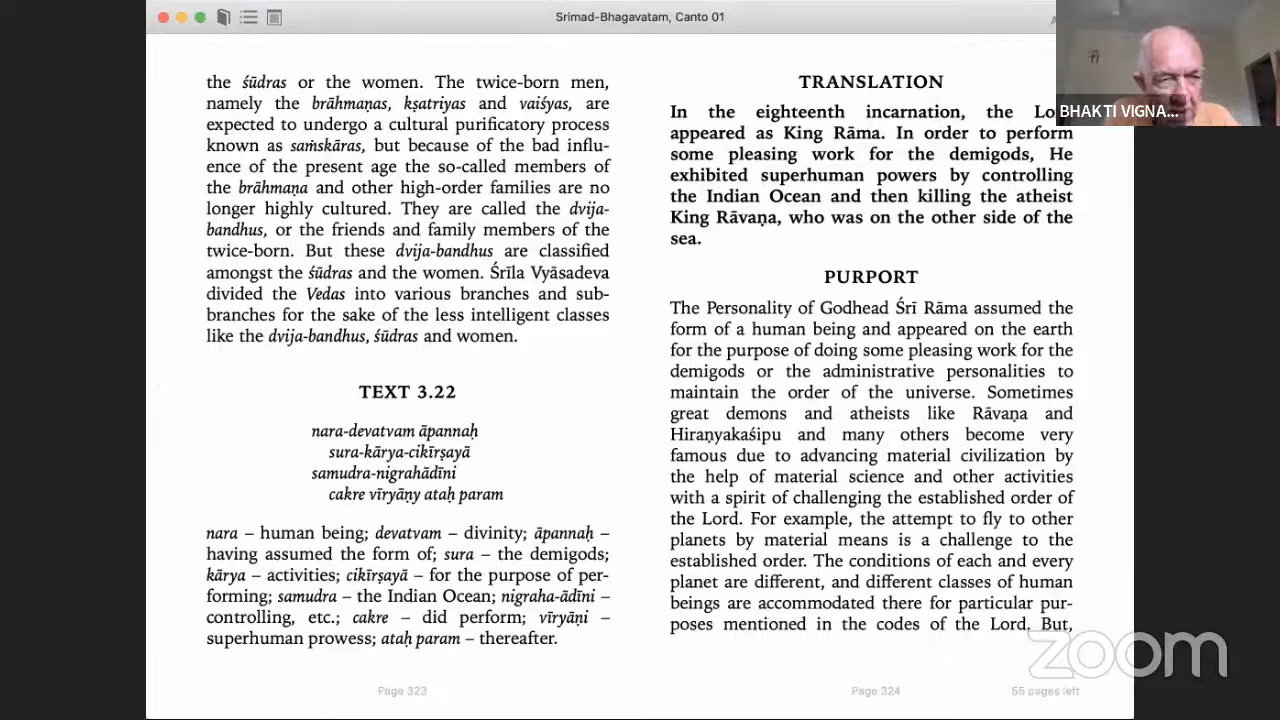 Srimad-Bhagavatam, Canto 01
the śūdras or the women. The twice-born men,
namely the brāhmaṇas, kṣatriyas and vaiśyas, are
expected to undergo a cultural purificatory process
known as saṁskāras, but because of the bad influ-
ence of the present age the so-called members of
the brāhmaṇa and other high-order families are no
longer highly cultured. They are called the dvija-
bandhus, or the friends and family members of the
twice-born. But these dvija-bandhus are classified
amongst the śūdras and the women. Śrīla Vyāsadeva
divided the Vedas into various branches and sub-
branches for the sake of the less intelligent classes
like the dvija-bandhus, śūdras and women.
TEXT 3.22
nara-devatvam āpannaḥ
sura-kārya-cikīrṣayā
samudra-nigrahādīni
cakre vīryāṇy ataḥ param
nara – human being; devatvam – divinity; āpannaḥ –
having assumed the form of; sura – the demigods;
kārya – activities; cikīrṣayā – for the purpose of per-
forming; samudra – the Indian Ocean; nigraha-ādīni –
controlling, etc.; cakre – did perform; vīryāṇi –
superhuman prowess; ataḥ param – thereafter.
Page 323
TRANSLATION
In the eighteenth incarnation, the Lo
appeared as King Rāma. In order to perform
some pleasing work for the demigods, He
exhibited superhuman powers by controlling
the Indian Ocean and then killing the atheist
King Rāvaṇa, who was on the other side of the
sea.
PURPORT
The Personality of Godhead Śrī Rāma assumed the
form of a human being and appeared on the earth
for the purpose of doing some pleasing work for the
demigods or the administrative personalities to
maintain the order of the universe. Sometimes
great demons and atheists like Rāvaṇa and
Hiraṇyakaśipu and many others become very
famous due to advancing material civilization by
the help of material science and other activities
with a spirit of challenging the established order of
the Lord. For example, the attempt to fly to other
planets by material means is a challenge to the
established order. The conditions of each and every
planet are different, and different classes of human
beings are accommodated there for particular pur-
poses mentioned in the codes of the Lord. But,
Page 324
55 pages left
BHAKTI VIGNA...
zoom